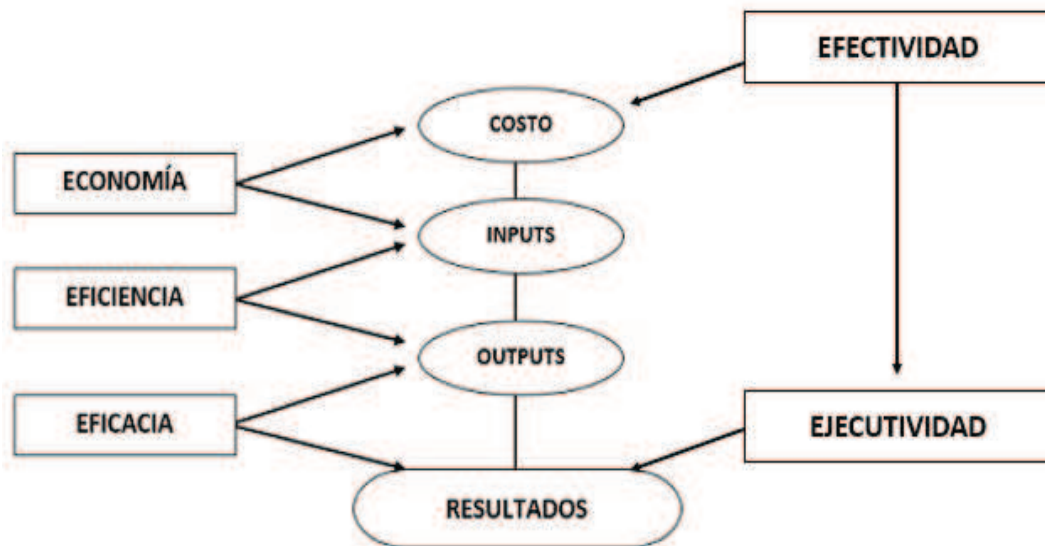 EFECTIVIDAD
COSTO
ECONOMÍA
INPUTS
EFICIENCIA
OUTPUTS
EFICACIA
EJECUTIVIDAD
RESULTADOS